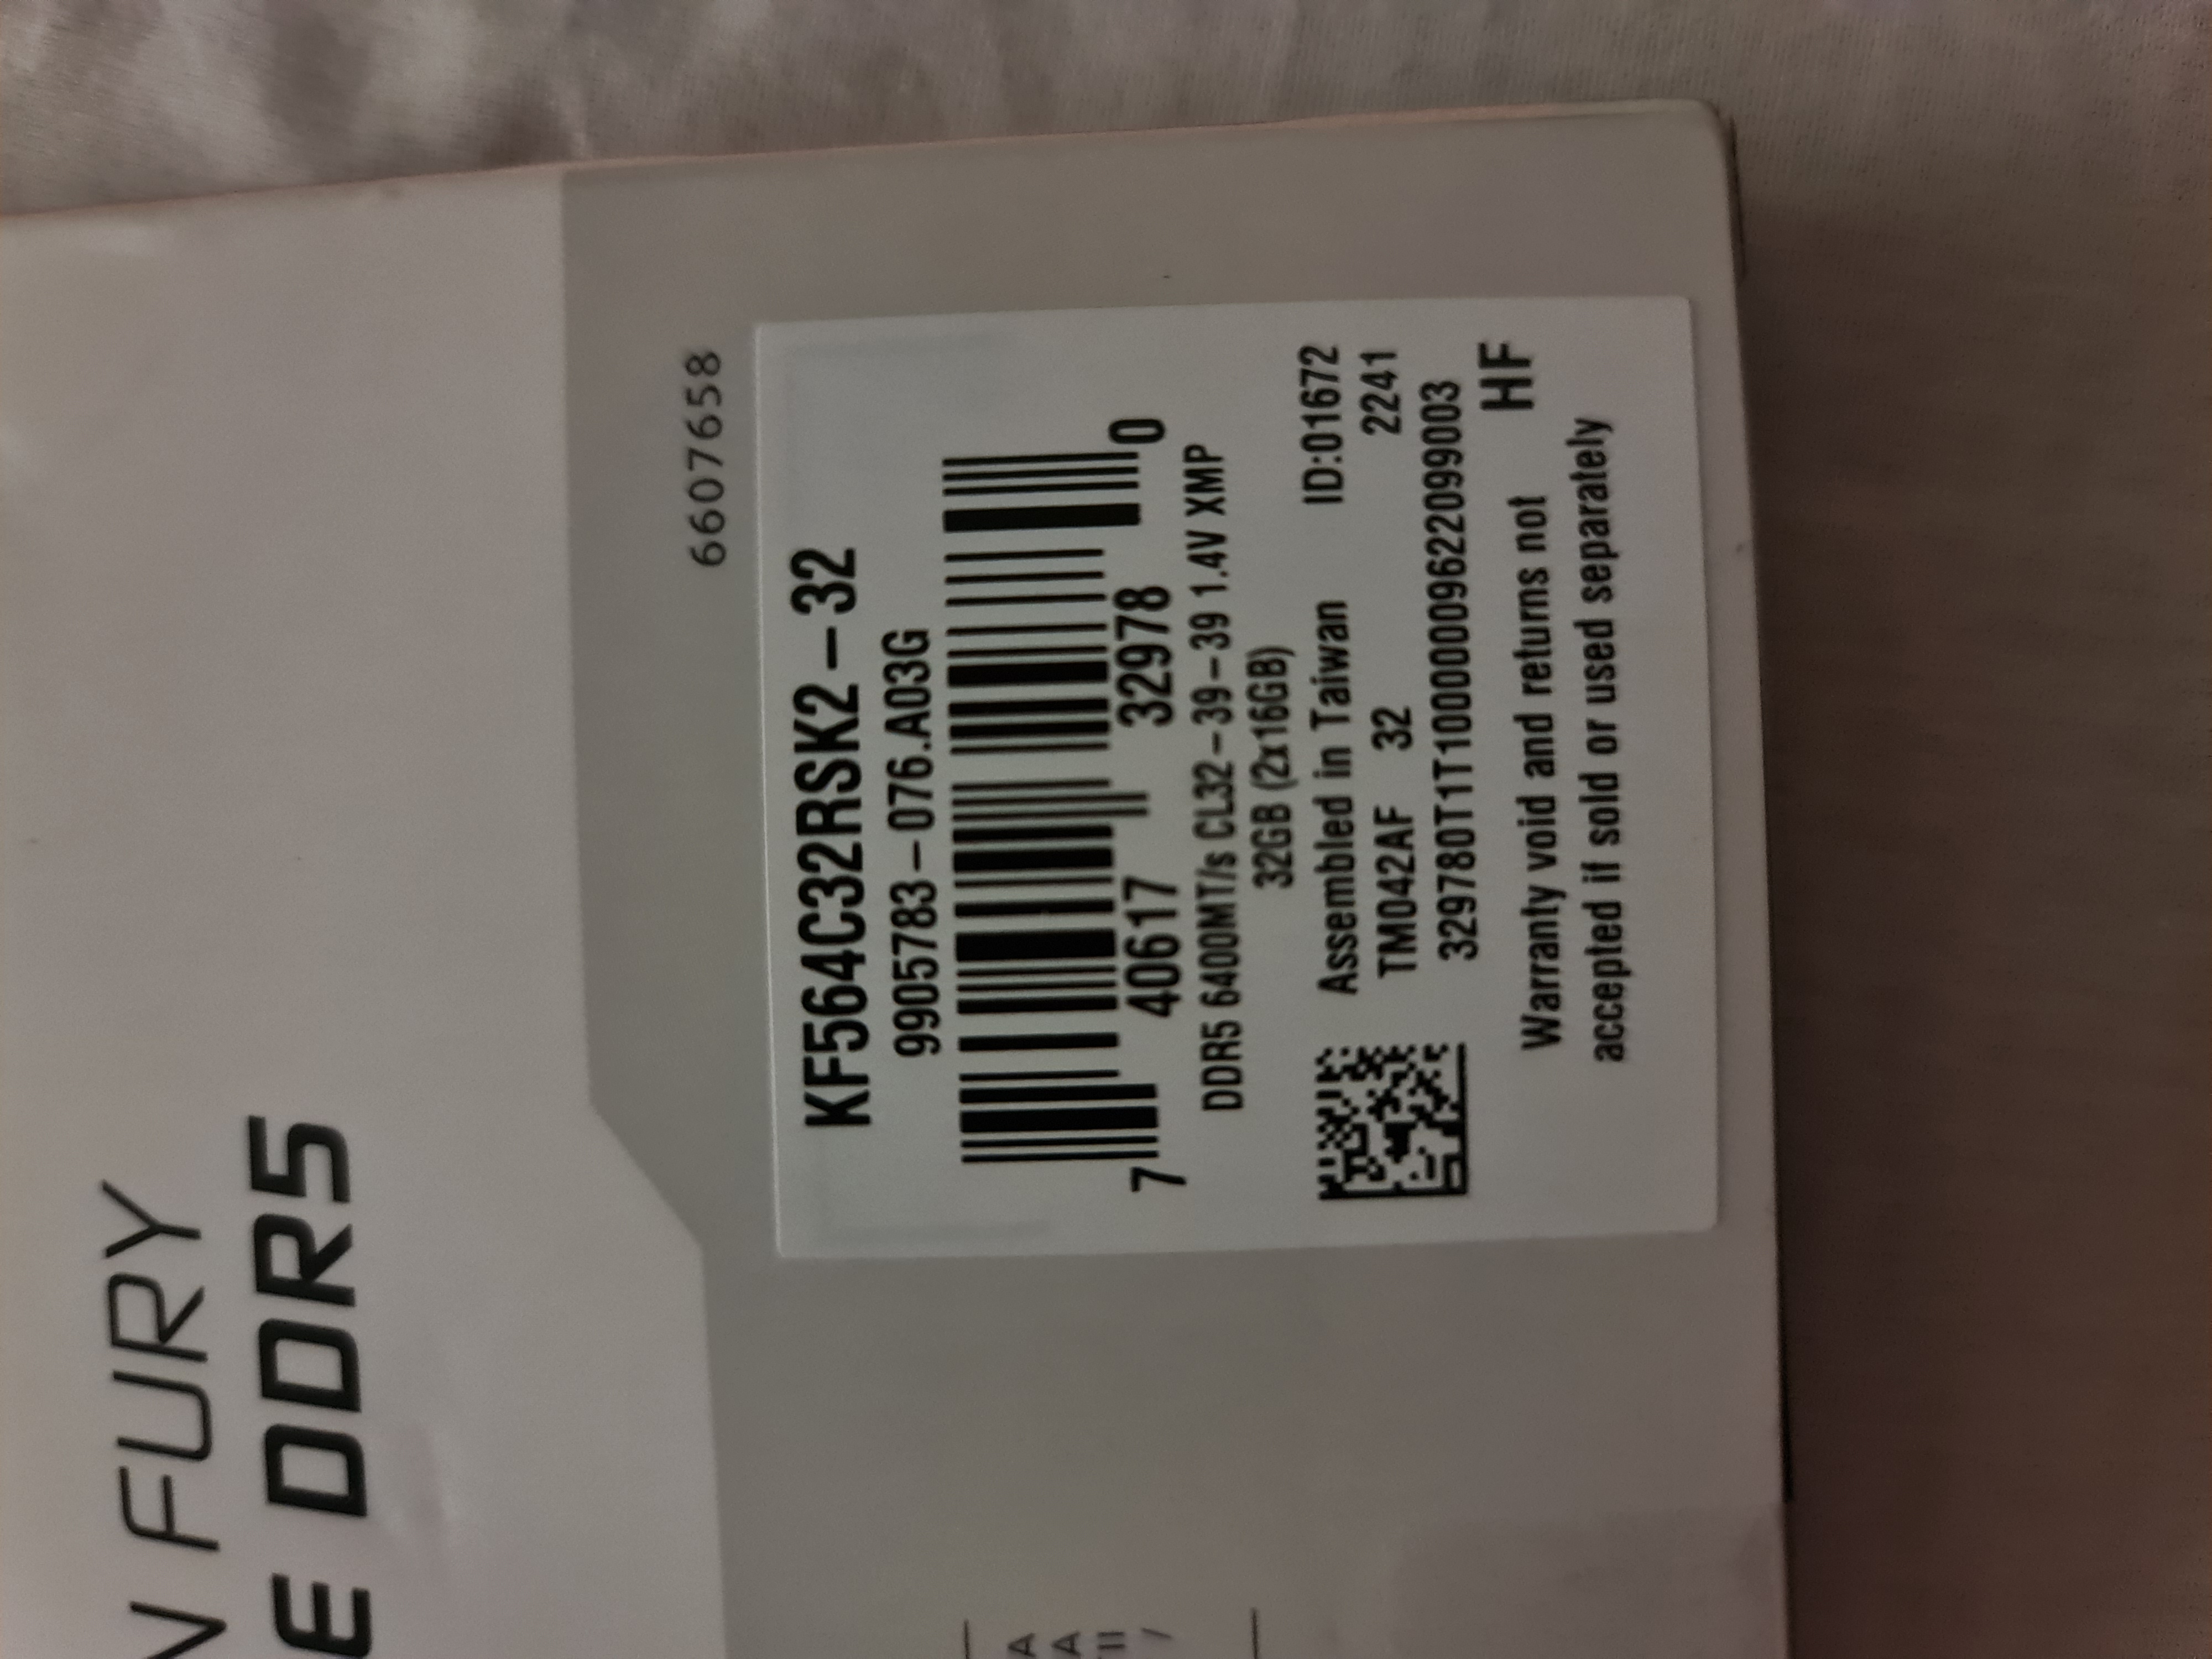 N FURY
E DDR5
6607658
KF564C32RSK2-32
9905783-076.A03G
7 40617 32978 0
DDR5 6400MT/s CL32-39-39 1.4V XMP
32GB (2x16GB)
Assembled in Taiwan ID:01672
TM042AF 32 2241
329780T1T10000009622099003
Warranty void and returns not HF
accepted if sold or used separately
A
A
/